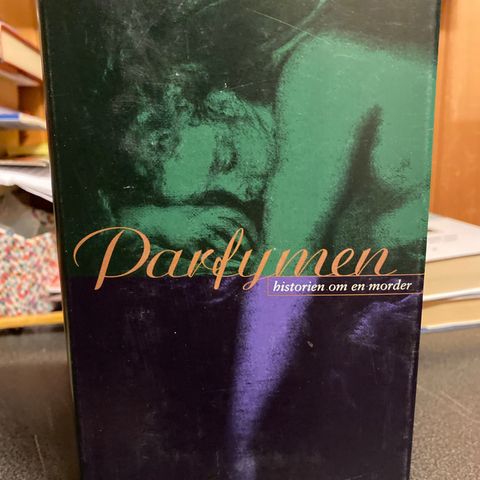 Parfymen
historien om en morder